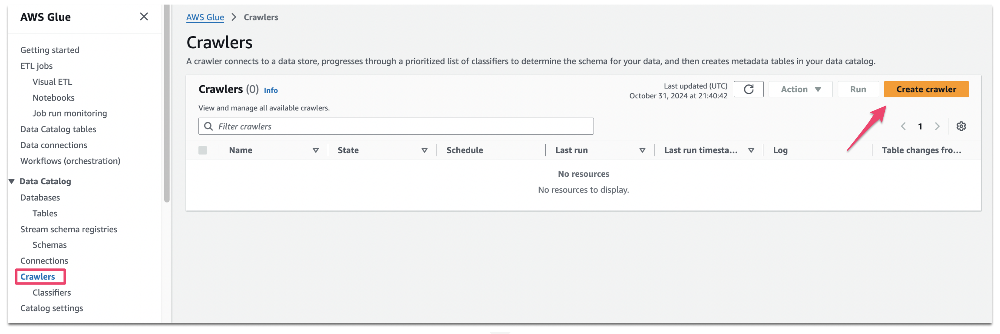 AWS Glue
Getting started
ETL jobs
Visual ETL
Notebooks
Job run monitoring
Data Catalog tables
Data connections
Workflows (orchestration)
Data Catalog
Databases
Tables
Stream schema registries
Schemas
Connections
Crawlers
Classifiers
Catalog settings
AWS Glue > Crawlers
Crawlers
A crawler connects to a data store, progresses through a prioritized list of classifiers to determine the schema for your data, and then creates metadata tables in your data catalog.
Crawlers (0) Info
Last updated (UTC)
October 31, 2024 at 21:40:42
Action
Run
Create crawler
View and manage all available crawlers.
Filter crawlers
1
Name State Schedule Last run Last run timesta... Log Table changes fro...
No resources
No resources to display.